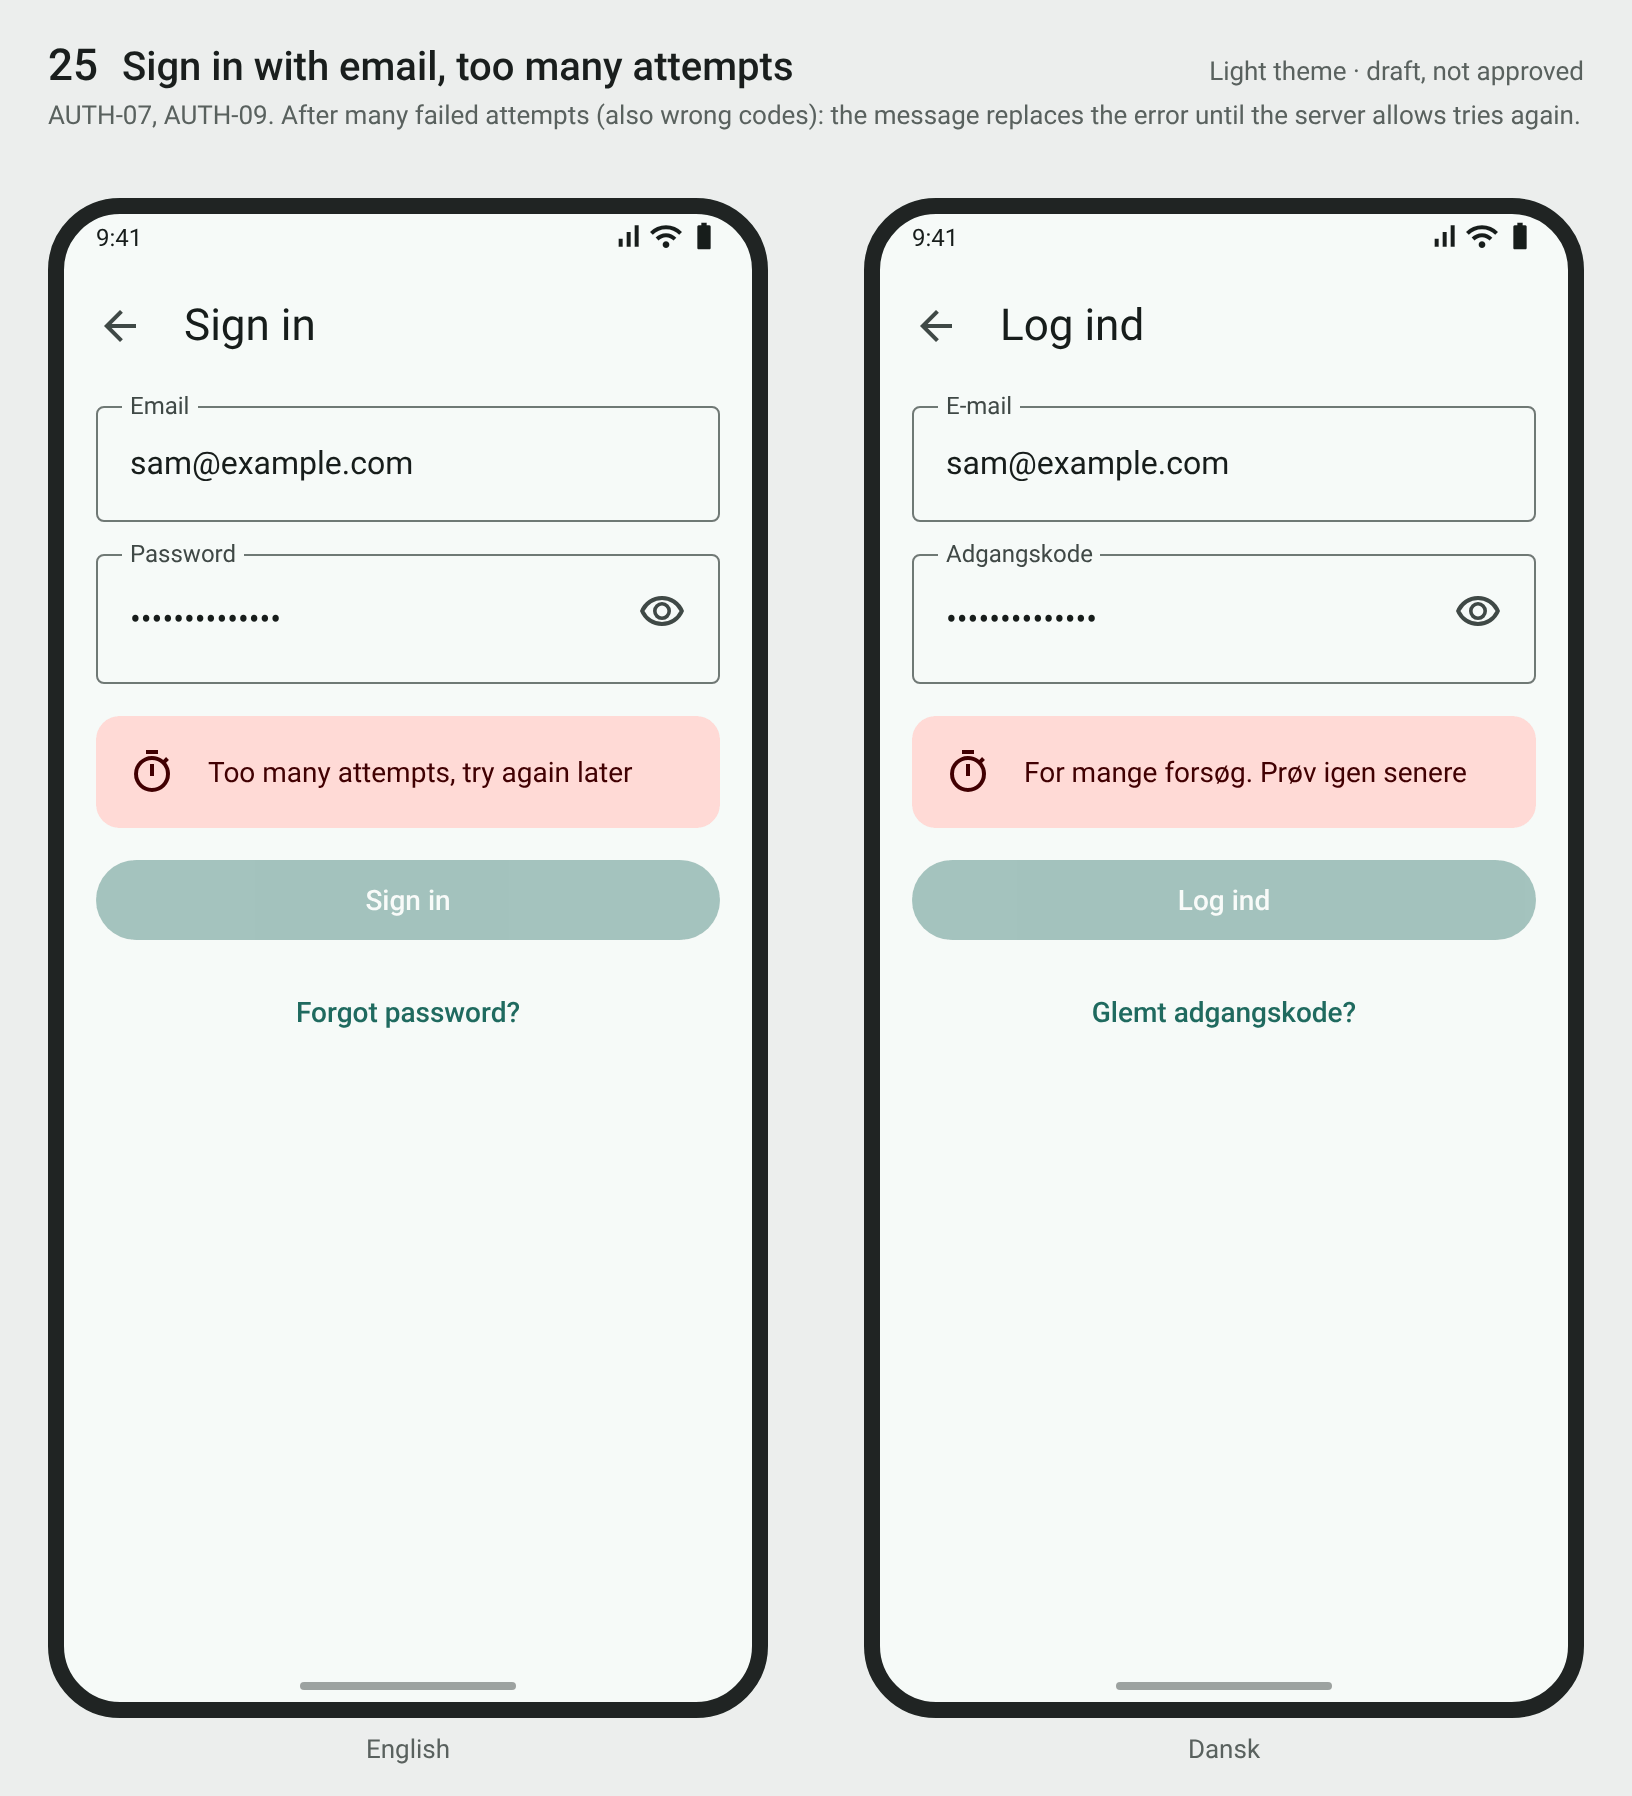 25 Sign in with email, too many attempts
Light theme · draft, not approved
AUTH-07, AUTH-09. After many failed attempts (also wrong codes): the message replaces the error until the server allows tries again.
9:41
Sign in
Email
sam@example.com
Password
••••••••••••••
Too many attempts, try again later
Sign in
Forgot password?
English
9:41
Log ind
E-mail
sam@example.com
Adgangskode
••••••••••••••
For mange forsøg. Prøv igen senere
Log ind
Glemt adgangskode?
Dansk